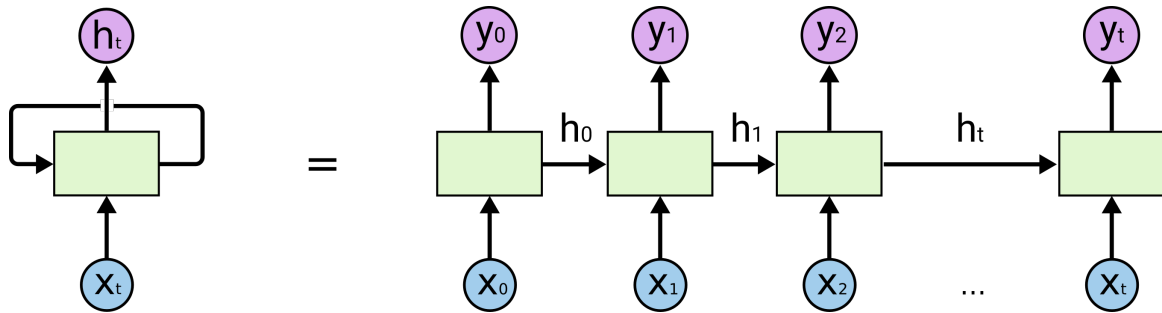 hₜ y₀ y₁ y₂ yₜ
h₀ h₁ hₜ
=
xₜ x₀ x₁ x₂ ... xₜ